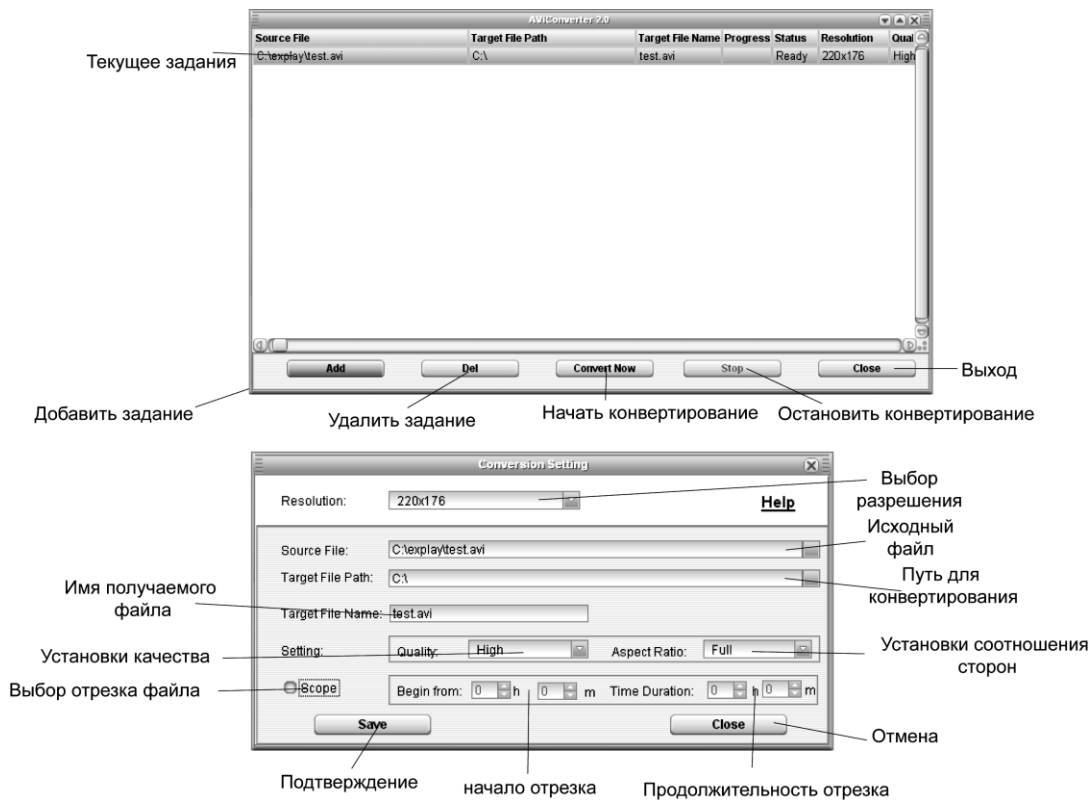 AVIConverter 2.0
Source File Target File Path Target File Name Progress Status Resolution Qual
Текущее задания
C:\explay\test.avi C:\ test.avi Ready 220x176 High
Add Del Convert Now Stop Close
Выход
Добавить задание
Удалить задание
Начать конвертирование
Остановить конвертирование
Conversion Setting
Resolution: 220x176
Help
Выбор
разрешения
Source File: C:\explay\test.avi
Исходный
файл
Target File Path: C:\
Путь для
конвертирования
Имя получаемого
файла
Target File Name: test.avi
Setting: Quality: High Aspect Ratio: Full
Установки качества
Установки соотношения
сторон
Выбор отрезка файла
Scope Begin from: 0 h 0 m Time Duration: 0 h 0 m
Save Close
Отмена
Подтверждение
начало отрезка
Продолжительность отрезка